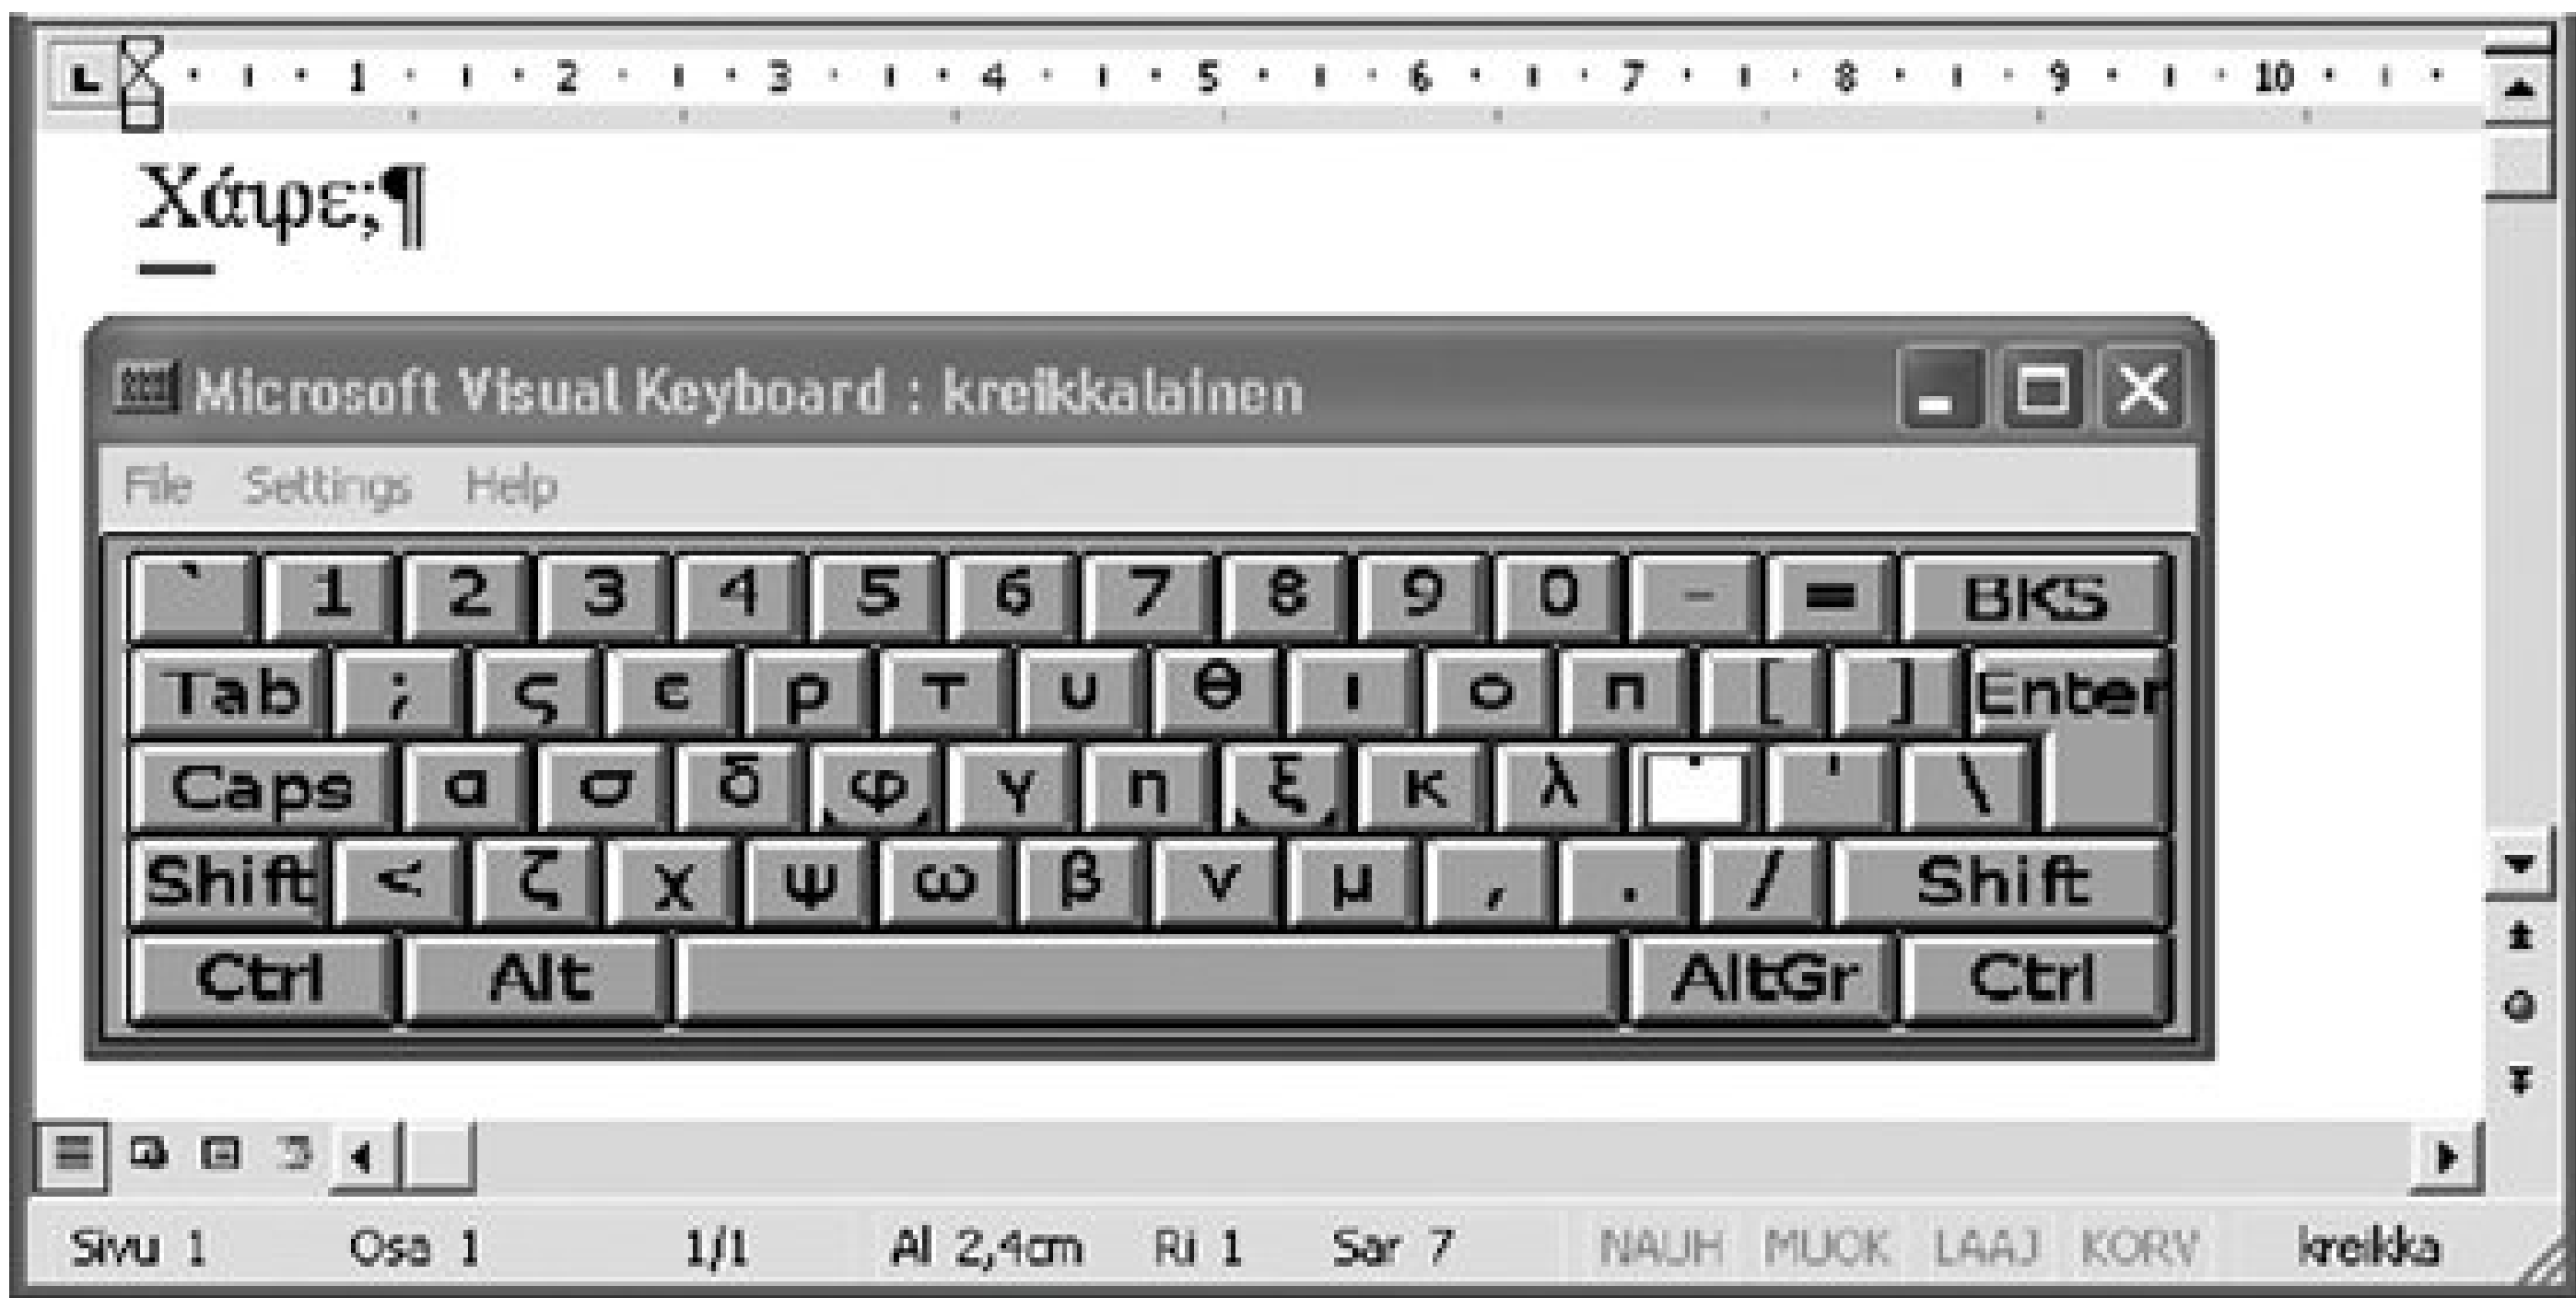 1 2 3 4 5 6 7 8 9 10
Χάιρε;¶
Microsoft Visual Keyboard : kreikkalainen
File Settings Help
` 1 2 3 4 5 6 7 8 9 0 - = BKS
Tab ; ς ε ρ τ υ θ ι ο π [ ] Enter
Caps α σ δ φ γ η ξ κ λ ΄ ' \
Shift < ζ χ ψ ω β ν μ , . / Shift
Ctrl Alt AltGr Ctrl
Sivu 1 Osa 1 1/1 Al 2,4cm Ri 1 Sar 7 NAUH MUOK LAAJ KORV kreikka